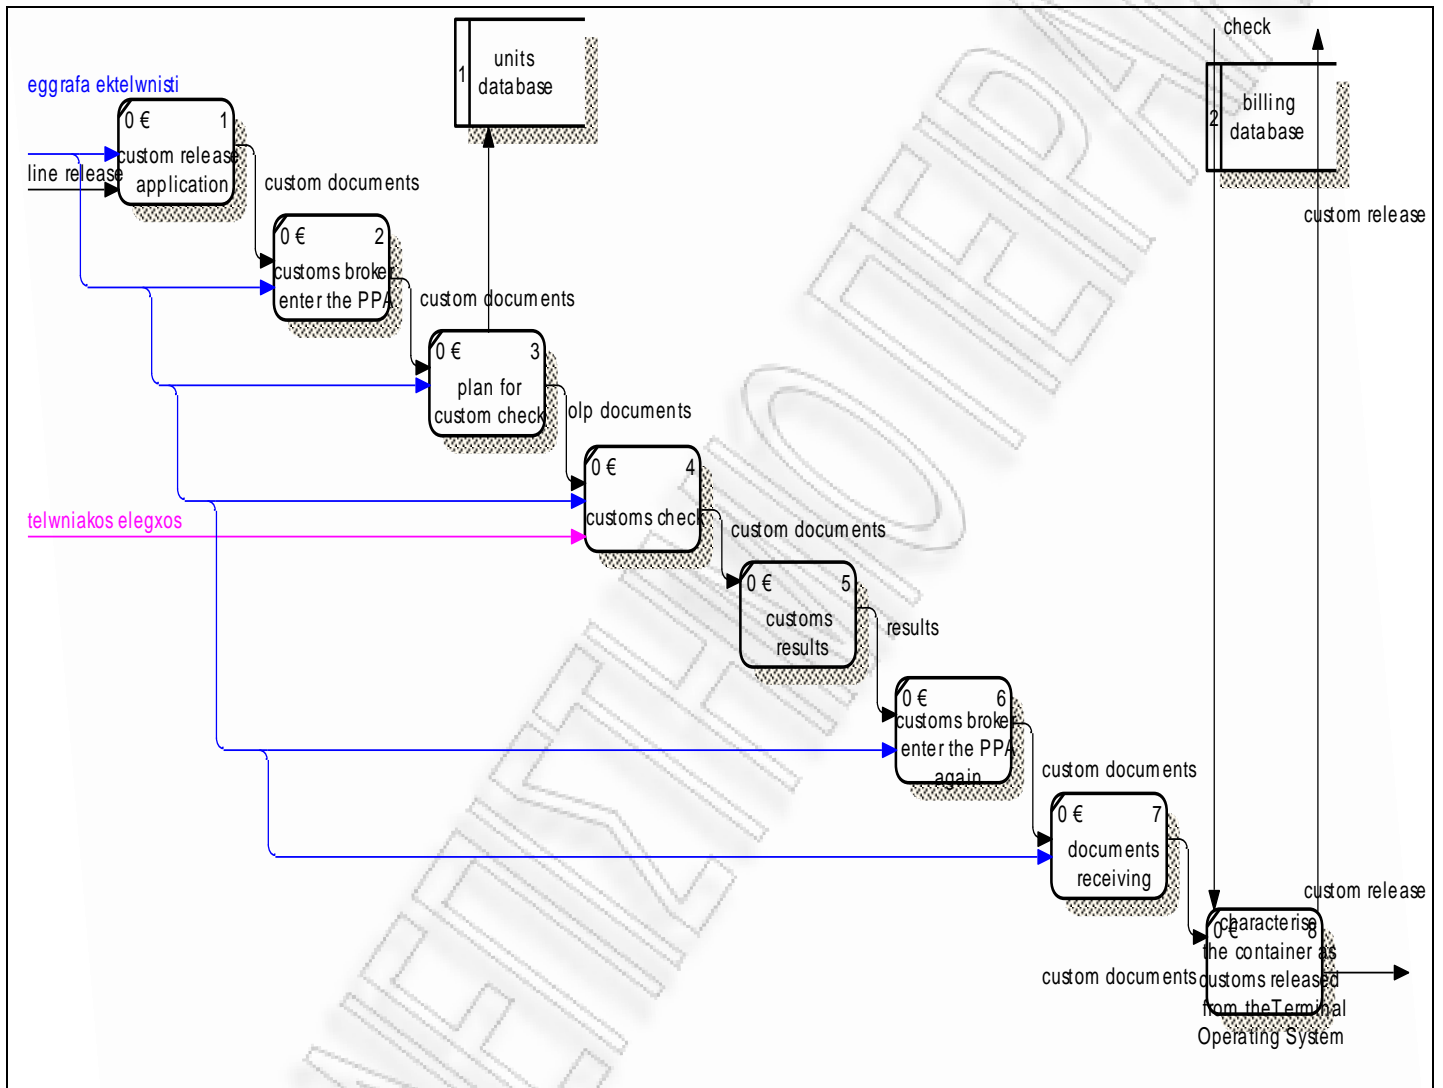 check
units
1
database
eggrafa ektelwnisti
billing
2
database
0 € 1
custom release
application
line release
custom documents
custom release
0 € 2
customs broker
enter the PPA
custom documents
0 € 3
plan for
custom check
olp documents
0 € 4
customs check
telwniakos elegxos
custom documents
0 € 5
customs
results
results
0 € 6
customs broker
enter the PPA
again
custom documents
0 € 7
documents
receiving
custom release
0 € 8
characterise
the container as
customs released
from theTerminal
Operating System
custom documents
ΠΑΝΕΠΙΣΤΗΜΙΟ ΠΕΙΡΑΙΑ